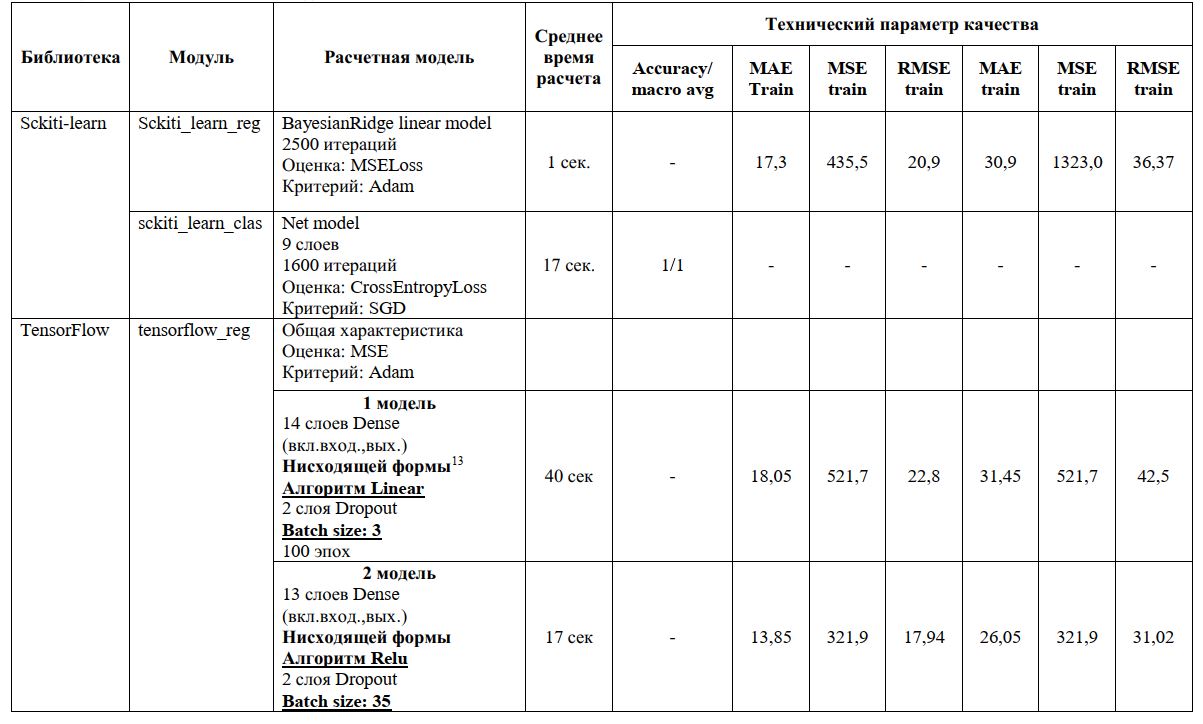 Библиотека
Модуль
Расчетная модель
Среднее
время
расчета
Технический параметр качества
Accuracy/
macro avg
MAE
Train
MSE
train
RMSE
train
MAE
train
MSE
train
RMSE
train
Sckiti-learn
Sckiti_learn_reg
BayesianRidge linear model
2500 итераций
Оценка: MSELoss
Критерий: Adam
1 сек.
-
17,3
435,5
20,9
30,9
1323,0
36,37
sckiti_learn_clas
Net model
9 слоев
1600 итераций
Оценка: CrossEntropyLoss
Критерий: SGD
17 сек.
1/1
-
-
-
-
-
-
TensorFlow
tensorflow_reg
Общая характеристика
Оценка: MSE
Критерий: Adam
1 модель
14 слоев Dense
(вкл.вход.,вых.)
Нисходящей формы13
Алгоритм Linear
2 слоя Dropout
Batch size: 3
100 эпох
40 сек
-
18,05
521,7
22,8
31,45
521,7
42,5
2 модель
13 слоев Dense
(вкл.вход.,вых.)
Нисходящей формы
Алгоритм Relu
2 слоя Dropout
Batch size: 35
17 сек
-
13,85
321,9
17,94
26,05
321,9
31,02